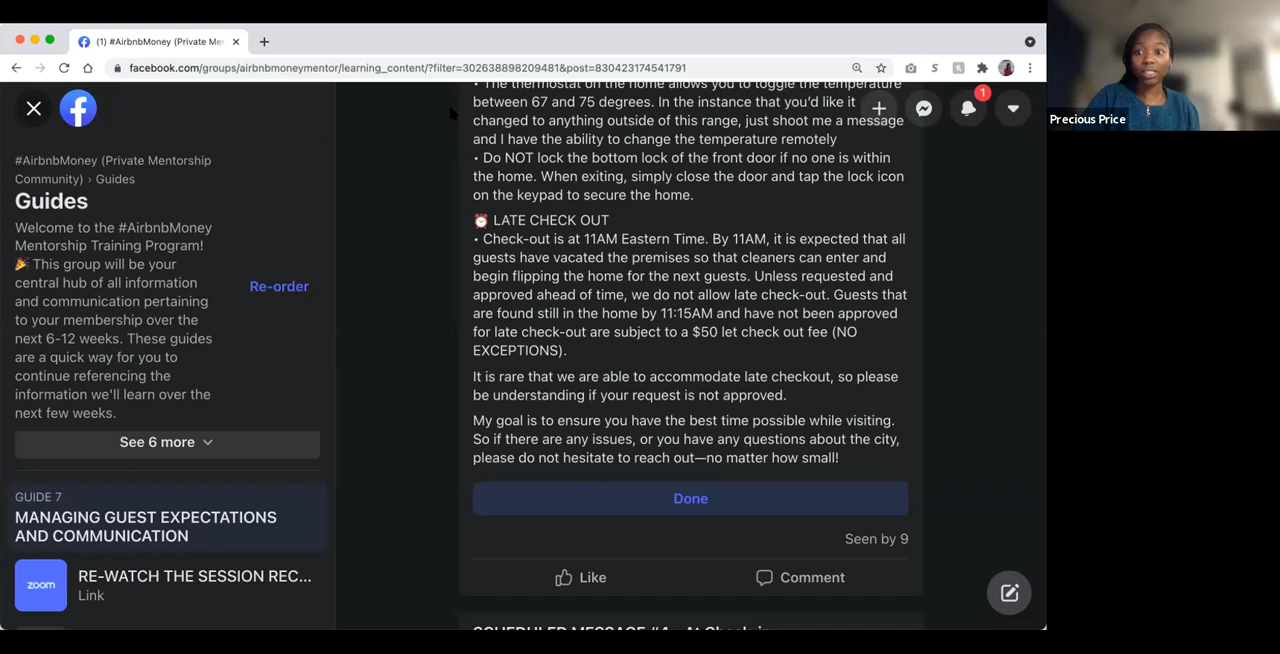 (1) #AirbnbMoney (Private Mer
facebook.com/groups/airbnbmoneymentor/learning_content/?filter=302638898209481&post=830423174541791
#AirbnbMoney (Private Mentorship
Community) › Guides
Guides
Welcome to the #AirbnbMoney
Mentorship Training Program!
🎉 This group will be your
central hub of all information
and communication pertaining
to your membership over the
next 6-12 weeks. These guides
are a quick way for you to
continue referencing the
information we'll learn over the
next few weeks.
Re-order
See 6 more
GUIDE 7
MANAGING GUEST EXPECTATIONS
AND COMMUNICATION
zoom
RE-WATCH THE SESSION REC...
Link
• The thermostat on the home allows you to toggle the temperature
between 67 and 75 degrees. In the instance that you'd like it
changed to anything outside of this range, just shoot me a message
and I have the ability to change the temperature remotely
• Do NOT lock the bottom lock of the front door if no one is within
the home. When exiting, simply close the door and tap the lock icon
on the keypad to secure the home.
⏰ LATE CHECK OUT
• Check-out is at 11AM Eastern Time. By 11AM, it is expected that all
guests have vacated the premises so that cleaners can enter and
begin flipping the home for the next guests. Unless requested and
approved ahead of time, we do not allow late check-out. Guests that
are found still in the home by 11:15AM and have not been approved
for late check-out are subject to a $50 let check out fee (NO
EXCEPTIONS).
It is rare that we are able to accommodate late checkout, so please
be understanding if your request is not approved.
My goal is to ensure you have the best time possible while visiting.
So if there are any issues, or you have any questions about the city,
please do not hesitate to reach out—no matter how small!
Done
Seen by 9
Like
Comment
SCHEDULED MESSAGE #4 - At Check-in
1
Precious Price